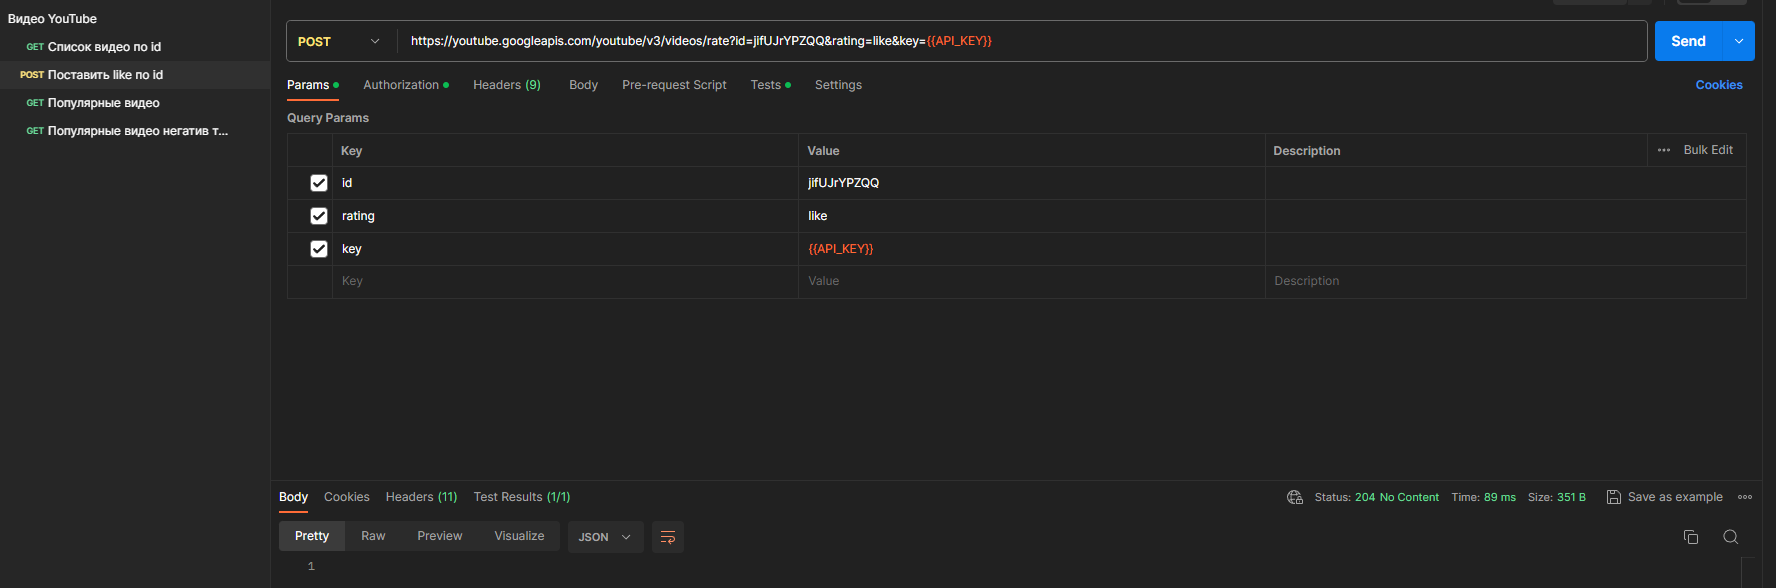 Видео YouTube
GET Список видео по id
POST Поставить like по id
GET Популярные видео
GET Популярные видео негатив т...
POST https://youtube.googleapis.com/youtube/v3/videos/rate?id=jifUJrYPZQQ&rating=like&key={{API_KEY}} Send
Params Authorization Headers (9) Body Pre-request Script Tests Settings Cookies
Query Params
Key Value Description ••• Bulk Edit
id jifUJrYPZQQ
rating like
key {{API_KEY}}
Key Value Description
Body Cookies Headers (11) Test Results (1/1) Status: 204 No Content Time: 89 ms Size: 351 B Save as example
Pretty Raw Preview Visualize JSON
1